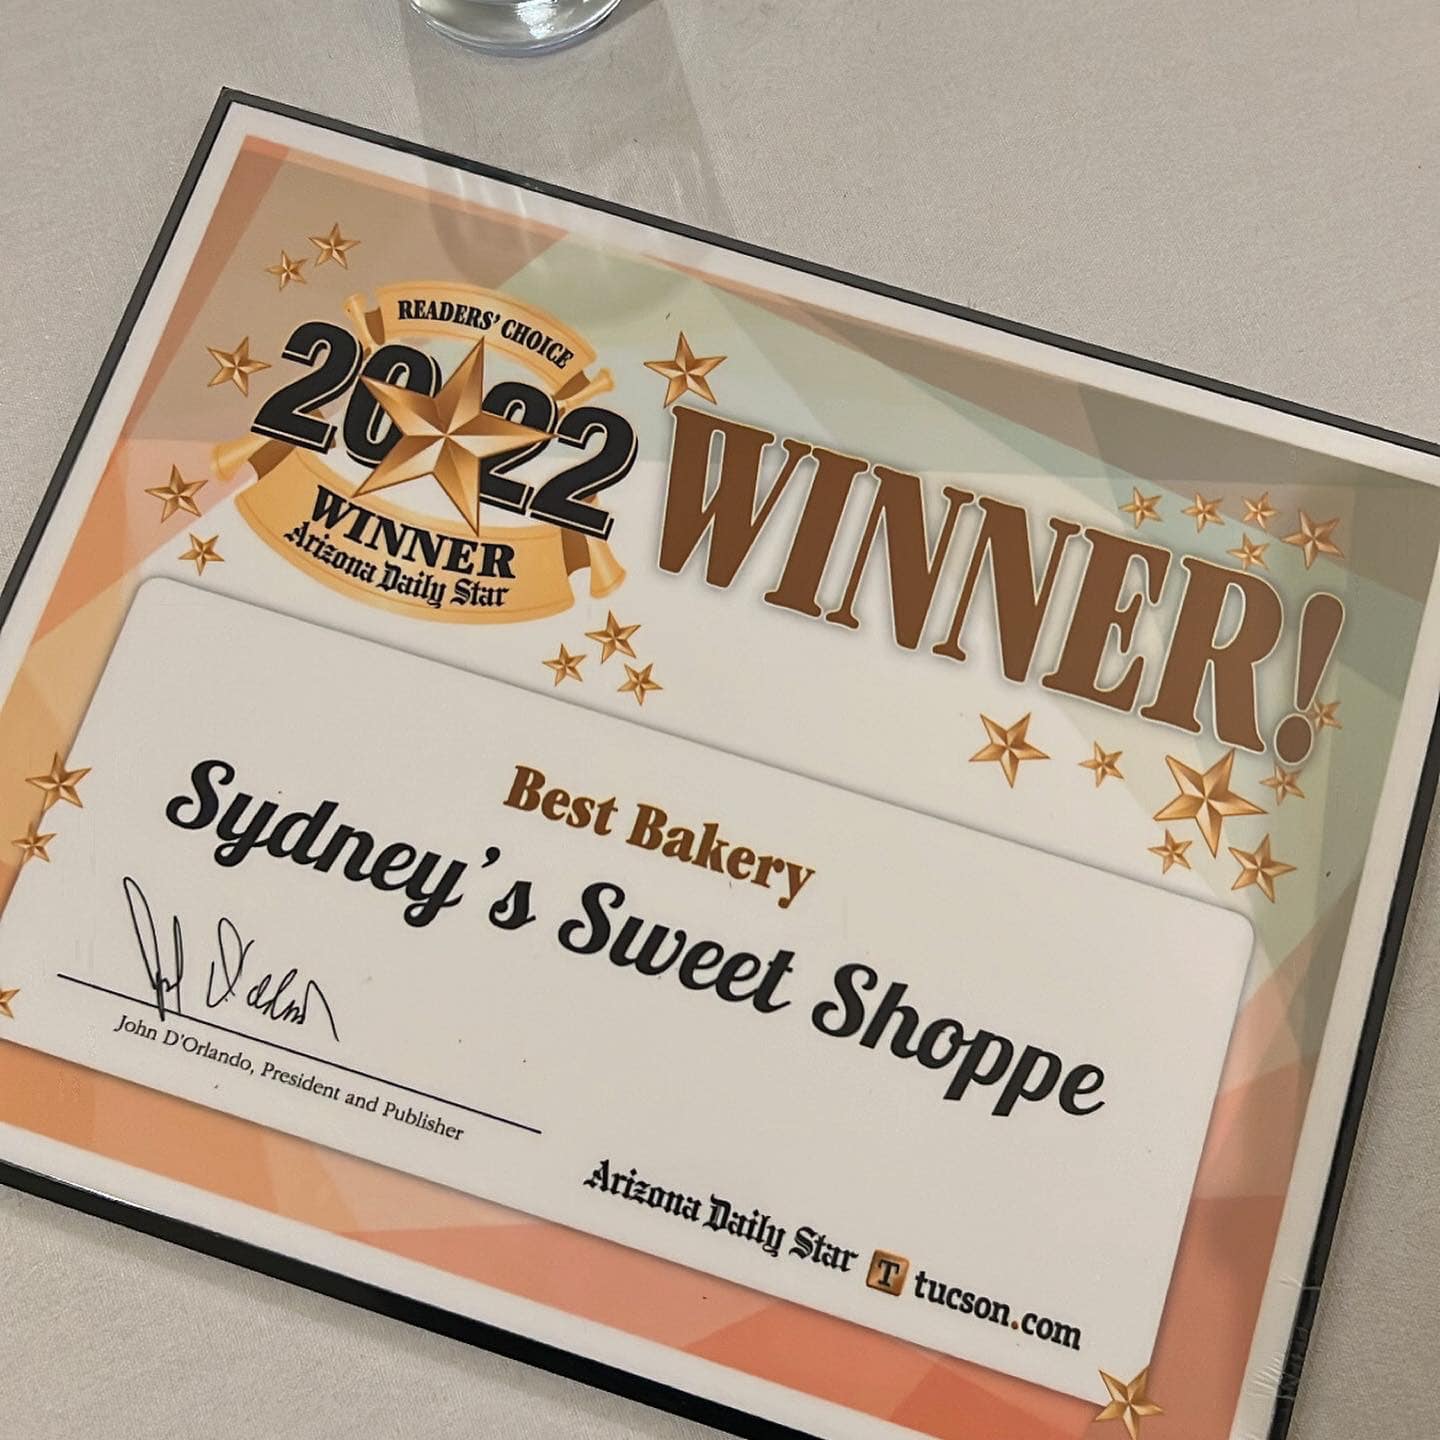 READERS' CHOICE
2022
WINNER
Arizona Daily Star
WINNER!
Best Bakery
Sydney's Sweet Shoppe
John D'Orlando, President and Publisher
Arizona Daily Star T tucson.com